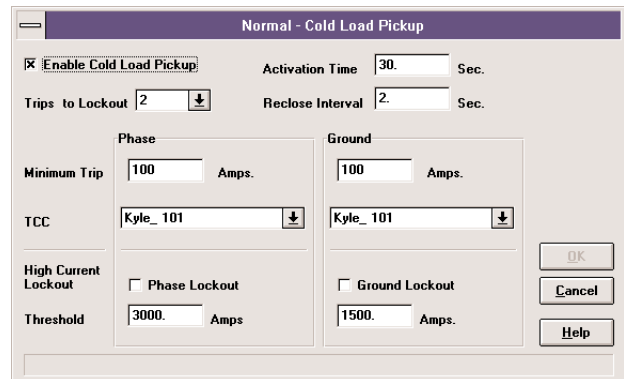 Normal - Cold Load Pickup
Enable Cold Load Pickup
Activation Time 30. Sec.
Trips to Lockout 2
Reclose Interval 2. Sec.
Phase Ground
Minimum Trip 100 Amps. 100 Amps.
TCC Kyle_ 101 Kyle_ 101
High Current
Lockout Phase Lockout Ground Lockout
Threshold 3000. Amps 1500. Amps.
OK
Cancel
Help